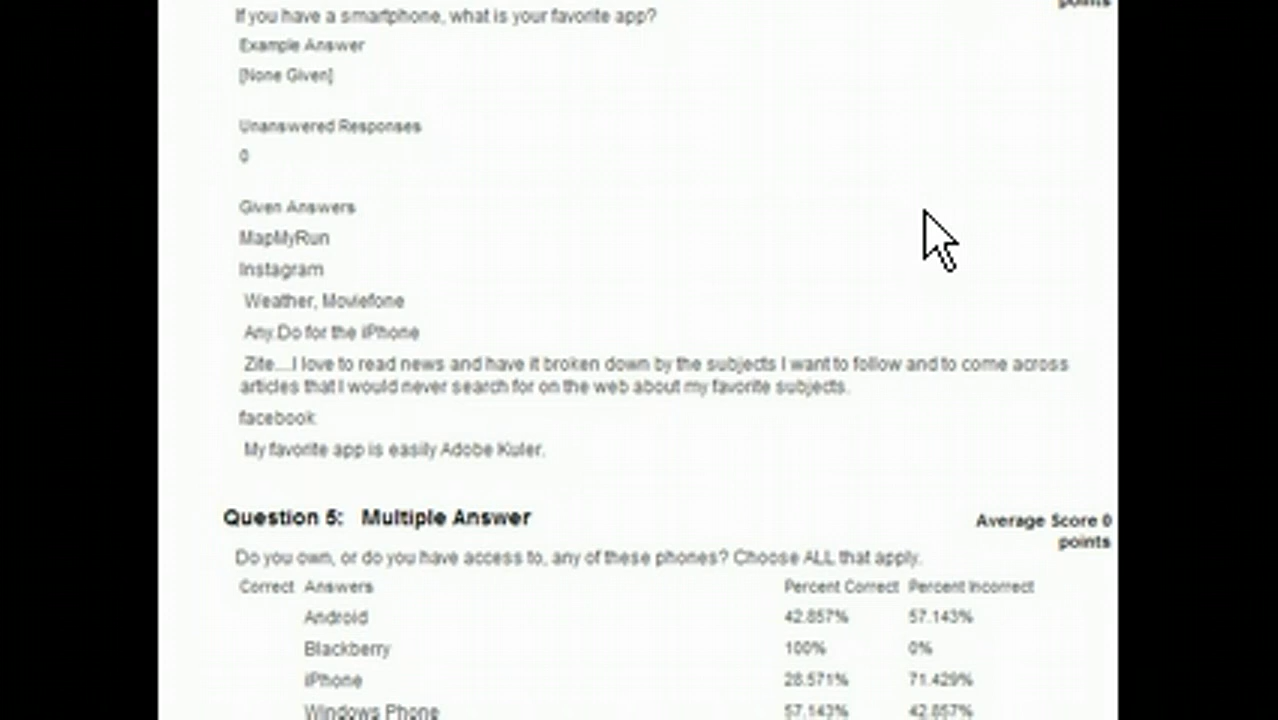 points
If you have a smartphone, what is your favorite app?
Example Answer
[None Given]
Unanswered Responses
0
Given Answers
MapMyRun
Instagram
Weather, Moviefone
Any.Do for the iPhone
Zite....I love to read news and have it broken down by the subjects I want to follow and to come across
articles that I would never search for on the web about my favorite subjects.
facebook
My favorite app is easily Adobe Kuler.
Question 5: Multiple Answer
Average Score 0
points
Do you own, or do you have access to, any of these phones? Choose ALL that apply.
Correct Answers Percent Correct Percent Incorrect
Android 42.857% 57.143%
Blackberry 100% 0%
iPhone 28.571% 71.429%
Windows Phone 57.143% 42.857%